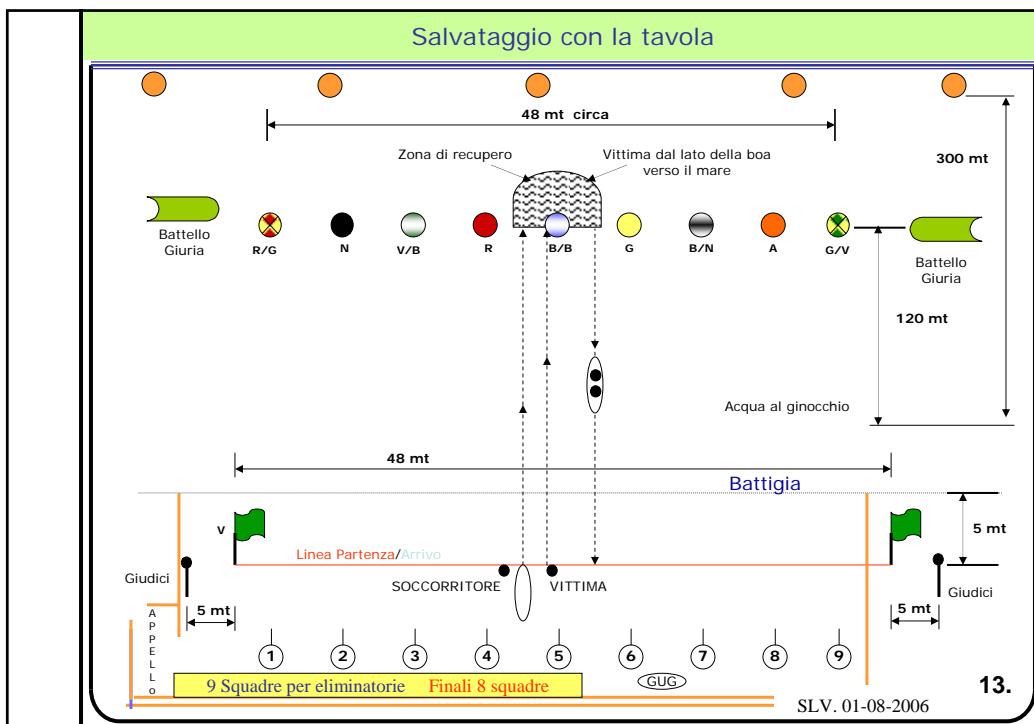 Salvataggio con la tavola
48 mt circa
Zona di recupero
Vittima dal lato della boa
verso il mare
300 mt
Battello
Giuria
R/G
N
V/B
R
B/B
G
B/N
A
G/V
Battello
Giuria
120 mt
Acqua al ginocchio
48 mt
Battigia
V
5 mt
Linea Partenza/Arrivo
Giudici
SOCCORRITORE
VITTIMA
Giudici
5 mt
5 mt
APPELLo
1
2
3
4
5
6
7
8
9
GUG
9 Squadre per eliminatorie Finali 8 squadre
13.
SLV. 01-08-2006